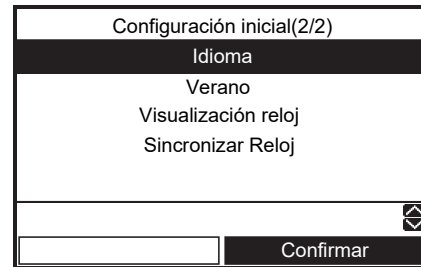 Configuración inicial(2/2)
Idioma
Verano
Visualización reloj
Sincronizar Reloj
Confirmar